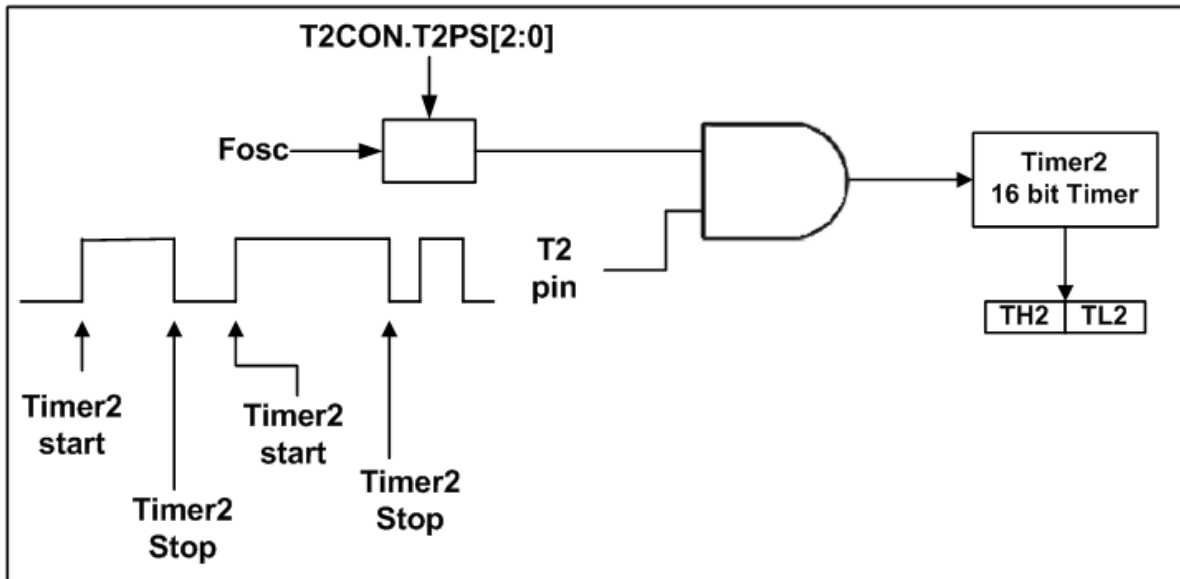 T2CON.T2PS[2:0]
Fosc
Timer2
16 bit Timer
T2
pin
TH2 TL2
Timer2
start
Timer2
start
Timer2
Stop
Timer2
Stop